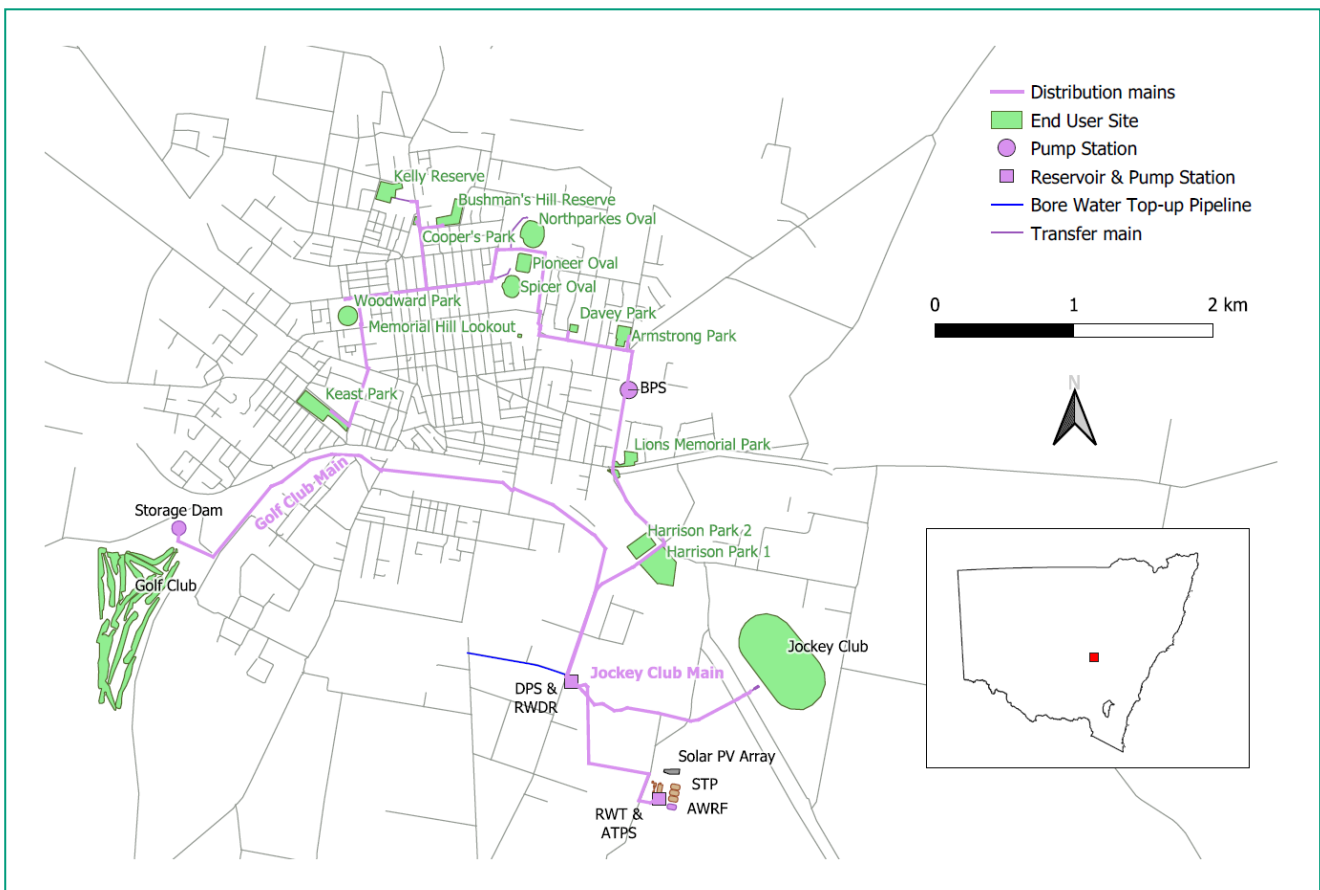 Distribution mains
End User Site
Pump Station
Reservoir & Pump Station
Bore Water Top-up Pipeline
Transfer main
Kelly Reserve
Bushman's Hill Reserve
Northparkes Oval
Cooper's Park
Pioneer Oval
Spicer Oval
Woodward Park
Davey Park
Memorial Hill Lookout
Armstrong Park
0 1 2 km
N
BPS
Keast Park
Lions Memorial Park
Golf Club Main
Storage Dam
Harrison Park 2
Harrison Park 1
Golf Club
Jockey Club
Jockey Club Main
DPS &
RWDR
Solar PV Array
STP
AWRF
RWT &
ATPS